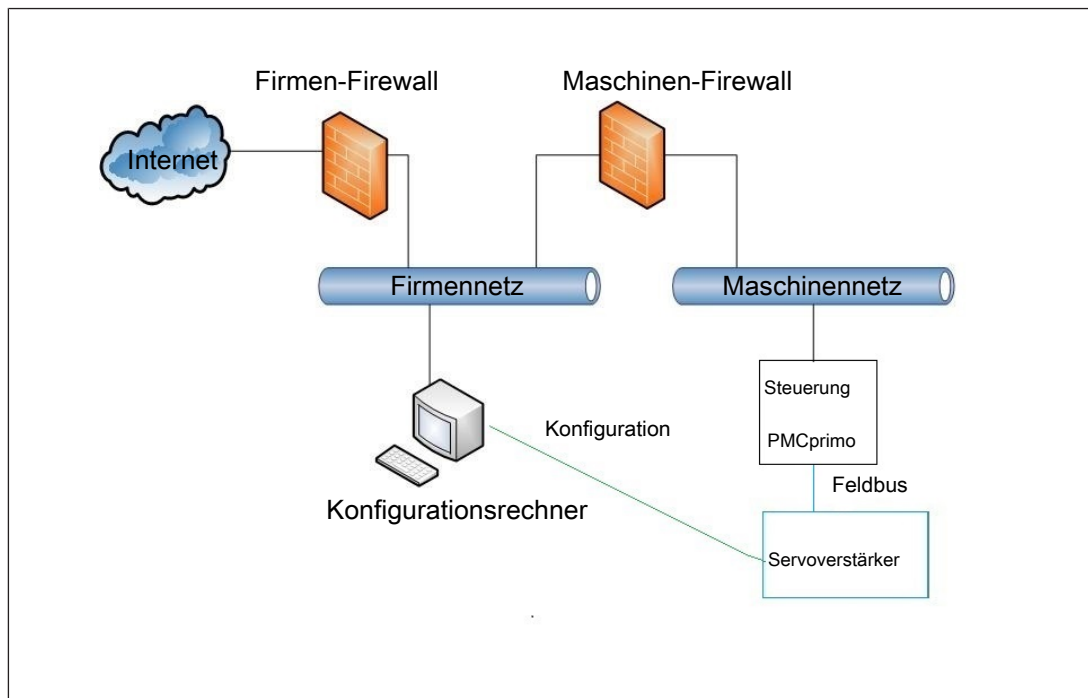 Firmen-Firewall
Maschinen-Firewall
Internet
Firmennetz
Maschinennetz
Steuerung
PMCprimo
Konfiguration
Feldbus
Konfigurationsrechner
Servoverstärker